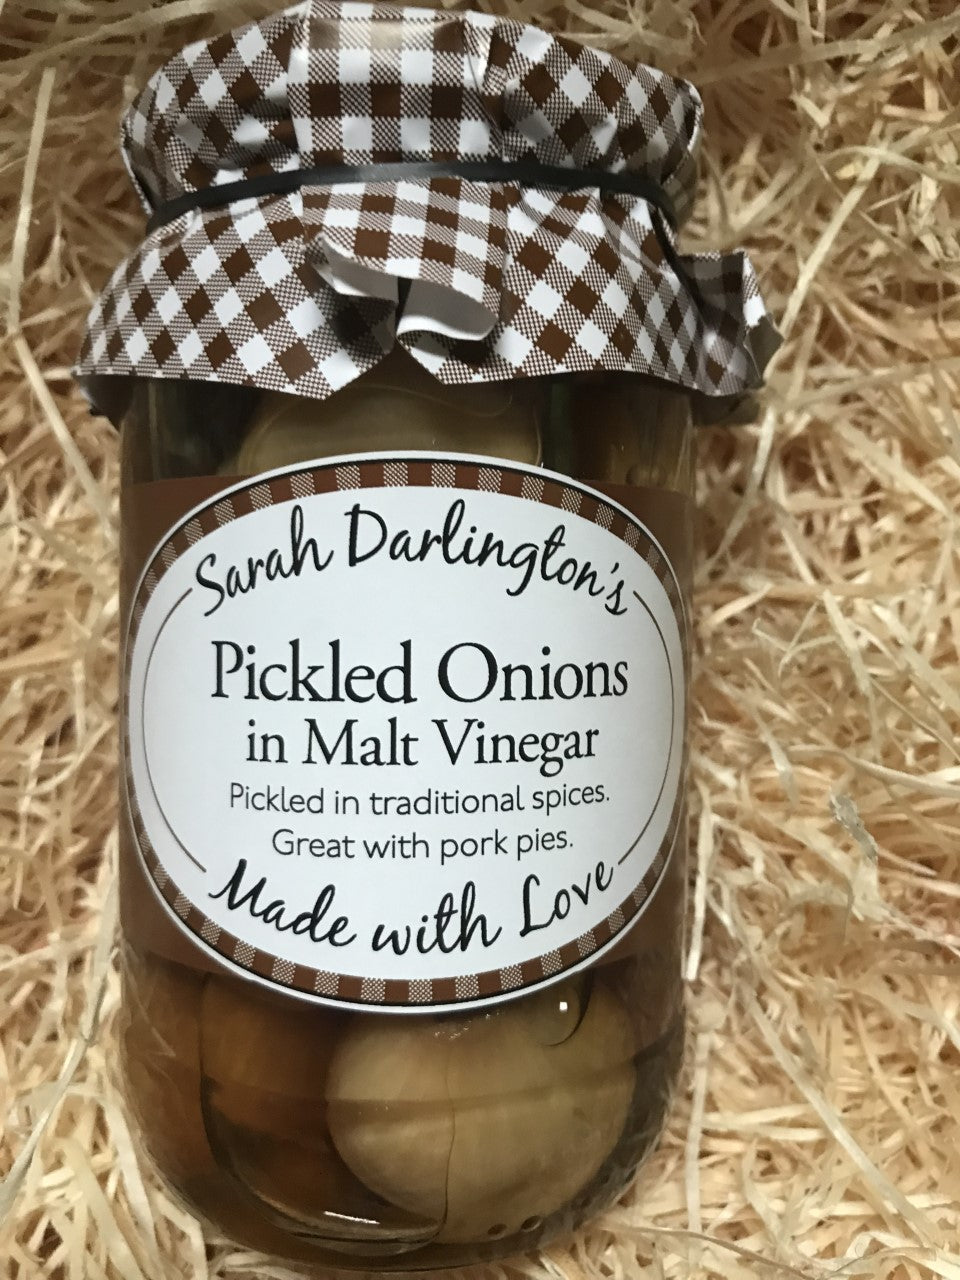 Sarah Darlington's
Pickled Onions
in Malt Vinegar
Pickled in traditional spices.
Great with pork pies.
Made with Love